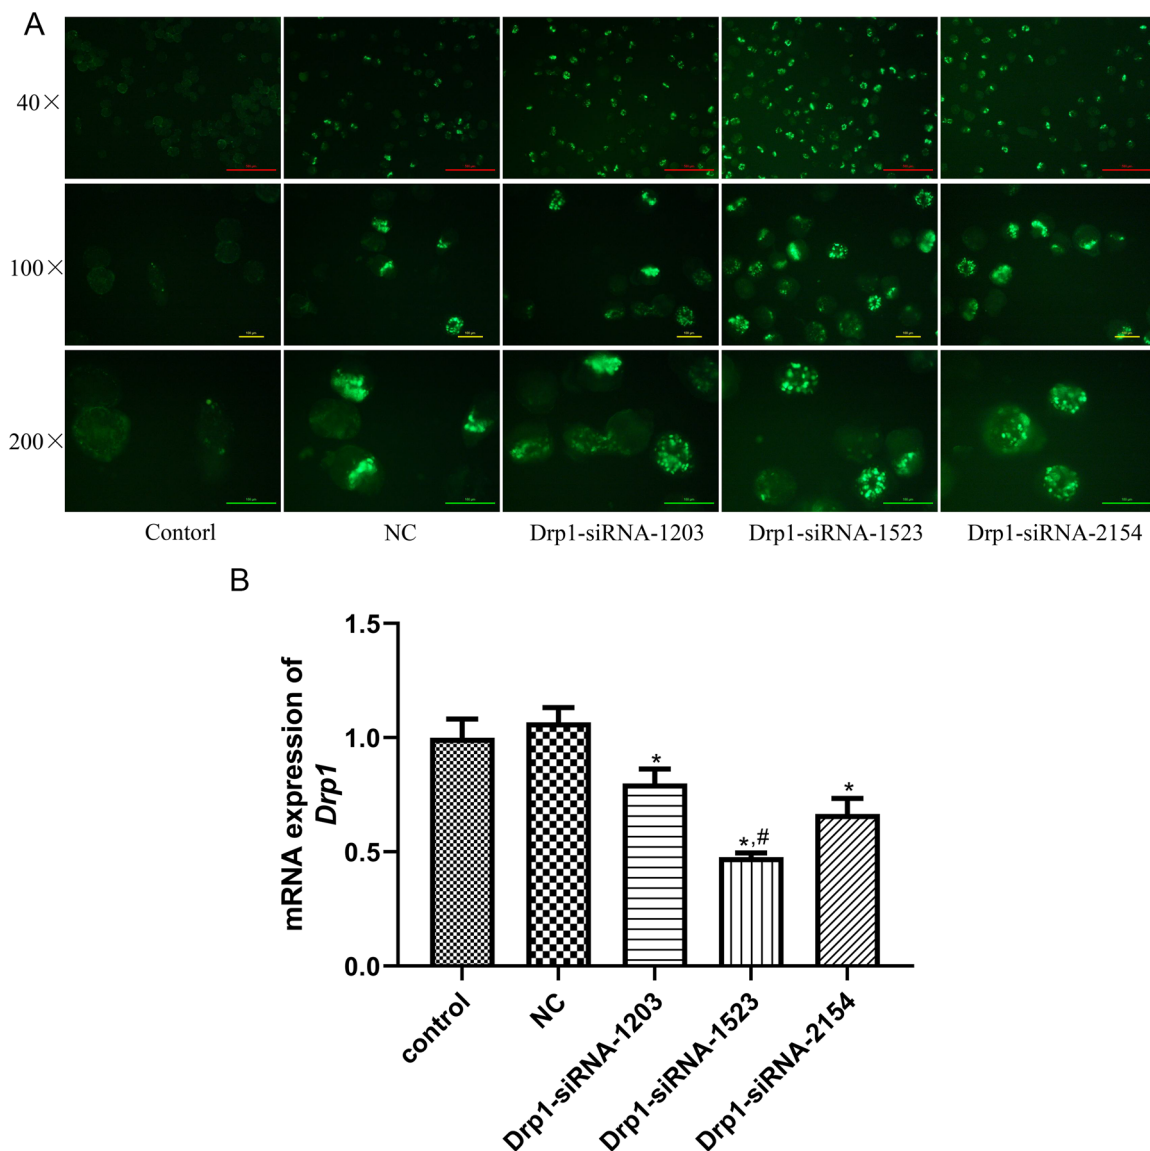 A
40×
100×
200×
Contorl NC Drp1-siRNA-1203 Drp1-siRNA-1523 Drp1-siRNA-2154
B
mRNA expression of
Drp1
1.5
1.0
0.5
0.0
*
*,#
*
control
NC
Drp1-siRNA-1203
Drp1-siRNA-1523
Drp1-siRNA-2154